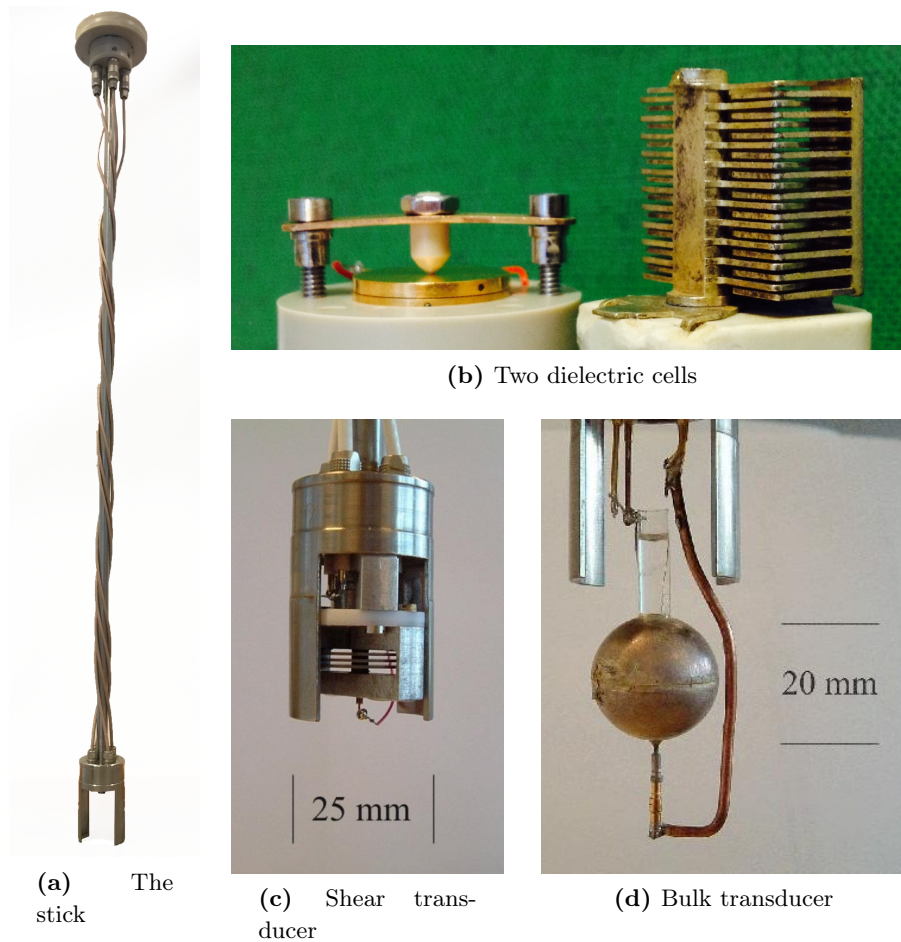 (b) Two dielectric cells
25 mm
20 mm
(a) The
stick
(c) Shear trans-
ducer
(d) Bulk transducer